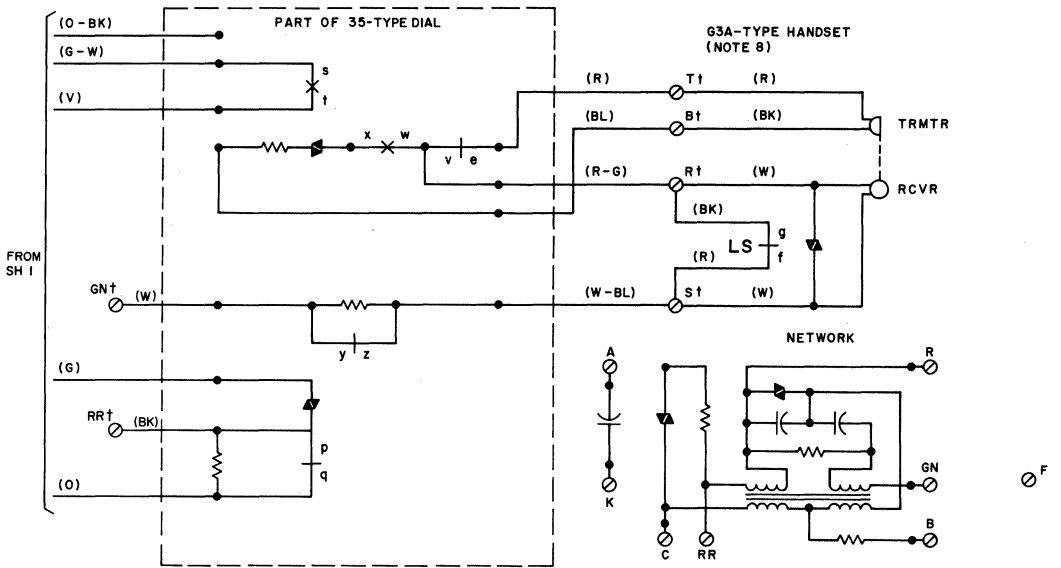 (O-BK)
PART OF 35-TYPE DIAL
G3A-TYPE HANDSET
(NOTE 8)
(G-W)
s
t
(V)
(R)
T†
(R)
(BL)
B†
(BK)
TRMTR
x
w
v
e
(R-G)
R†
(W)
RCVR
(BK)
g
LS
f
(R)
FROM
SH I
GN†
(W)
(W-BL)
S†
(W)
y
z
NETWORK
A
R
(G)
RR†
(BK)
p
q
(O)
K
GN
F
B
C
RR